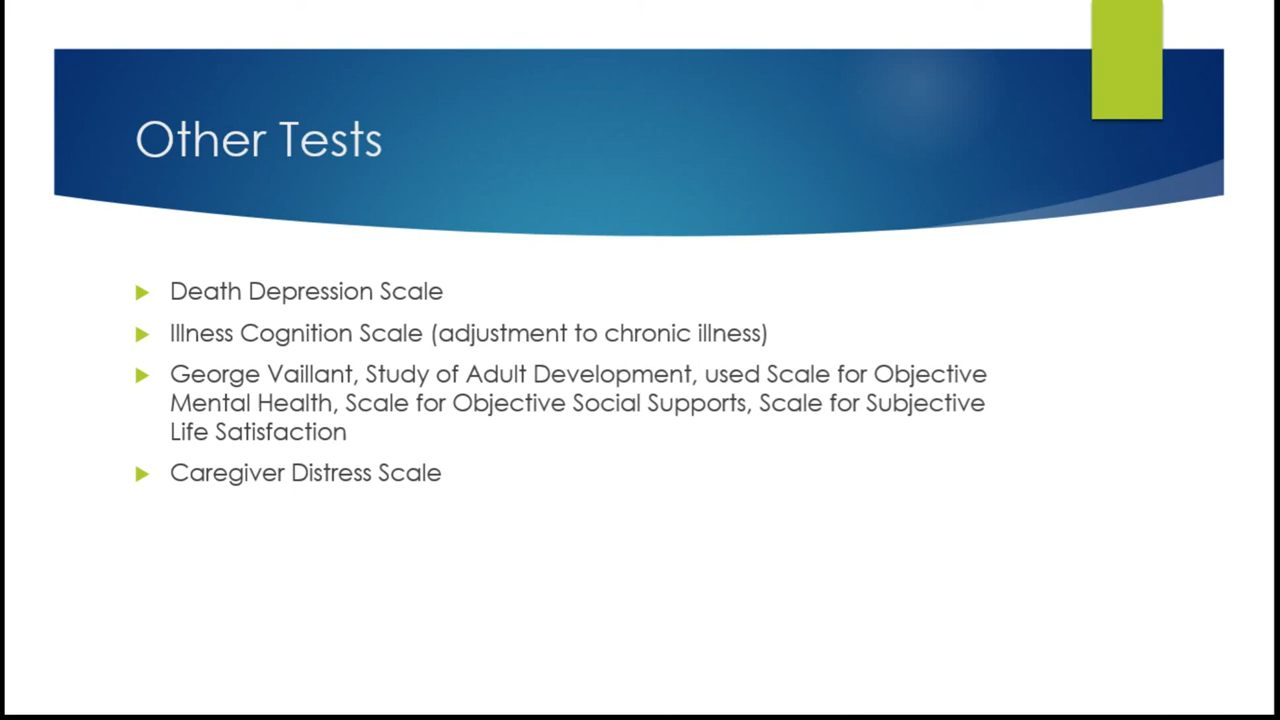 Other Tests
Death Depression Scale
Illness Cognition Scale (adjustment to chronic illness)
George Vaillant, Study of Adult Development, used Scale for Objective
Mental Health, Scale for Objective Social Supports, Scale for Subjective
Life Satisfaction
Caregiver Distress Scale